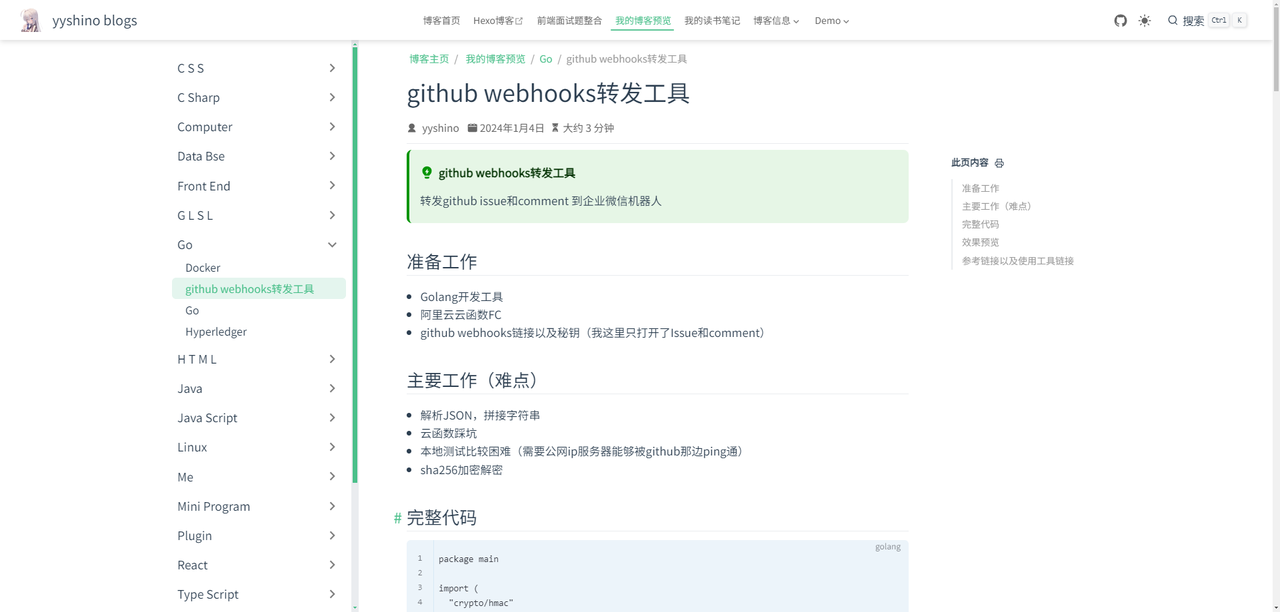 yyshino blogs
博客首页 Hexo博客 前端面试题整合 我的博客预览 我的读书笔记 博客信息 Demo
搜索 Ctrl K
C S S
C Sharp
Computer
Data Bse
Front End
G L S L
Go
Docker
github webhooks转发工具
Go
Hyperledger
H T M L
Java
Java Script
Linux
Me
Mini Program
Plugin
React
Type Script
博客主页 / 我的博客预览 / Go / github webhooks转发工具
github webhooks转发工具
yyshino 2024年1月4日 大约 3 分钟
github webhooks转发工具
转发github issue和comment 到企业微信机器人
准备工作
Golang开发工具
阿里云云函数FC
github webhooks链接以及秘钥（我这里只打开了Issue和comment）
主要工作（难点）
解析JSON，拼接字符串
云函数踩坑
本地测试比较困难（需要公网ip服务器能够被github那边ping通）
sha256加密解密
# 完整代码
golang
1 package main
2
3 import (
4 "crypto/hmac"
此页内容
准备工作
主要工作（难点）
完整代码
效果预览
参考链接以及使用工具链接